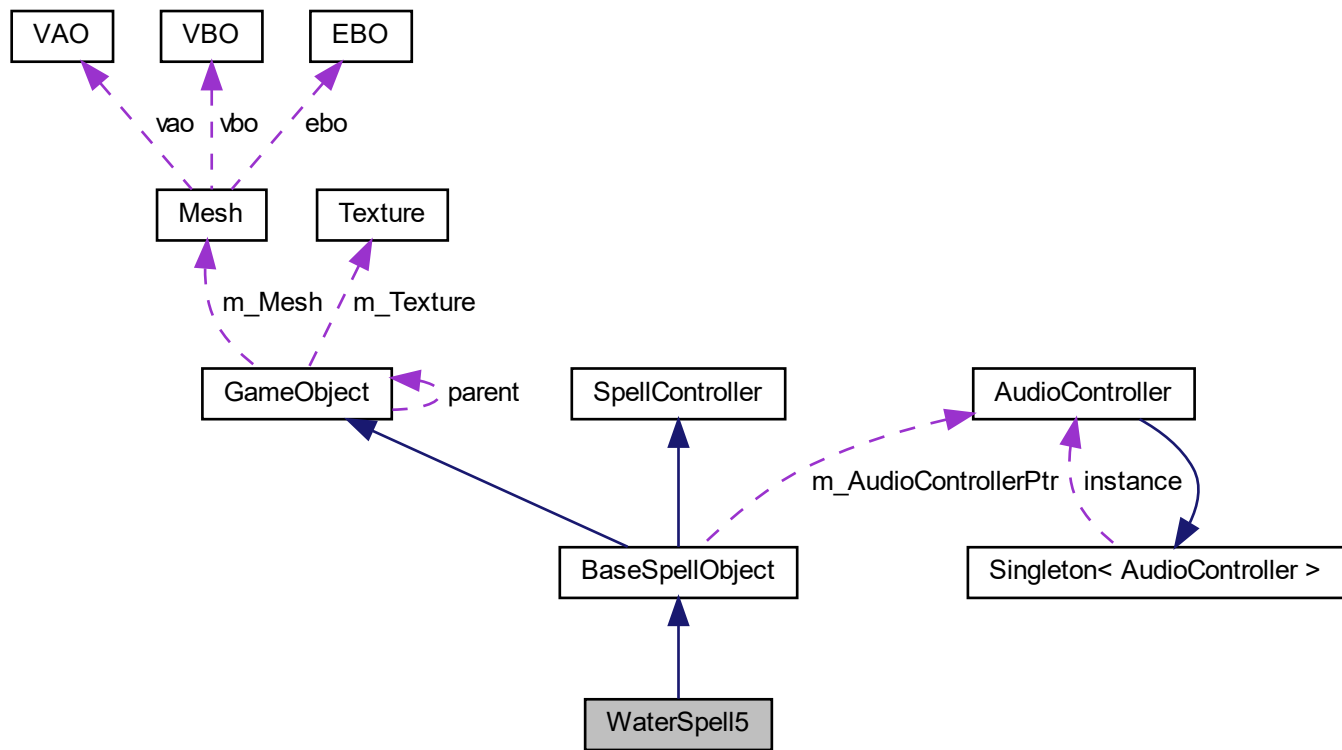 VAO
VBO
EBO
vao
vbo
ebo
Mesh
Texture
m_Mesh
m_Texture
GameObject
parent
SpellController
AudioController
m_AudioControllerPtr
instance
BaseSpellObject
Singleton< AudioController >
WaterSpell5